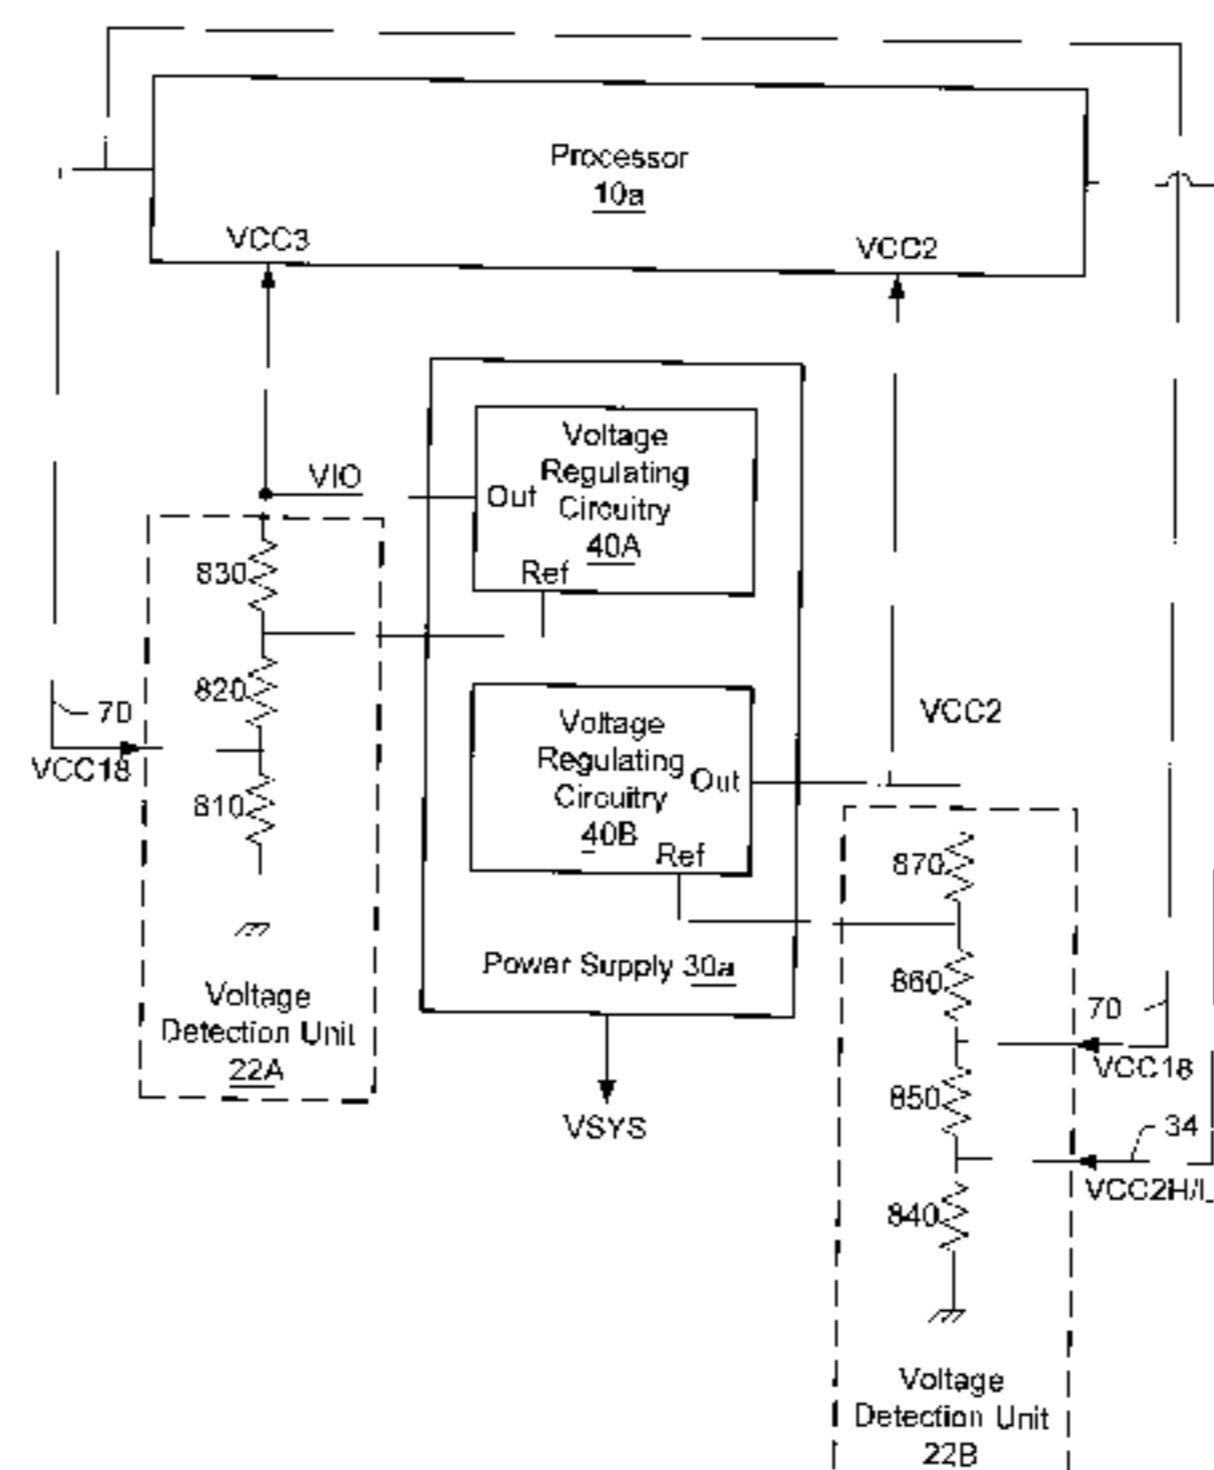 Processor
10a
VCC3
VCC2
Voltage
Regulating
Circuitry
40A
Out
Ref
VIO
830
820
70
VCC18
810
Voltage
Detection Unit
22A
Voltage
Regulating
Circuitry
40B
Out
Ref
VCC2
Power Supply 30a
VSYS
870
860
70
VCC18
850
34
VCC2H/L
840
Voltage
Detection Unit
22B